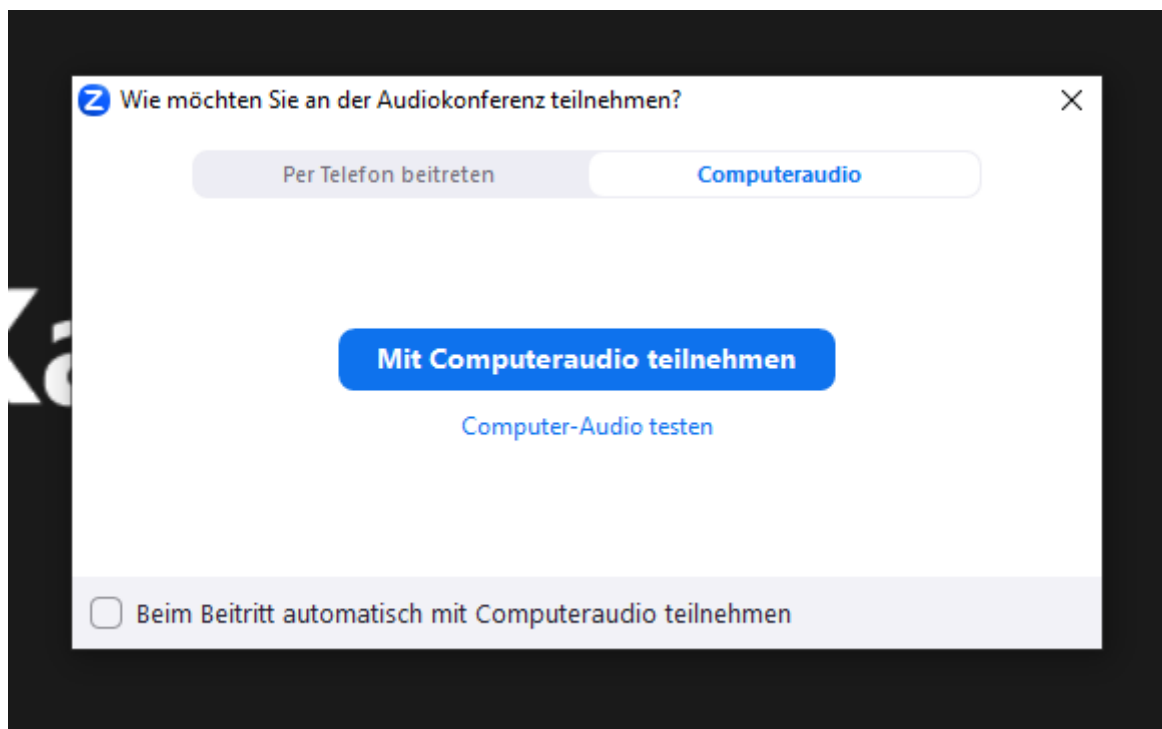 Wie möchten Sie an der Audiokonferenz teilnehmen?
Per Telefon beitreten
Computeraudio
Ka
Mit Computeraudio teilnehmen
Computer-Audio testen
Beim Beitritt automatisch mit Computeraudio teilnehmen